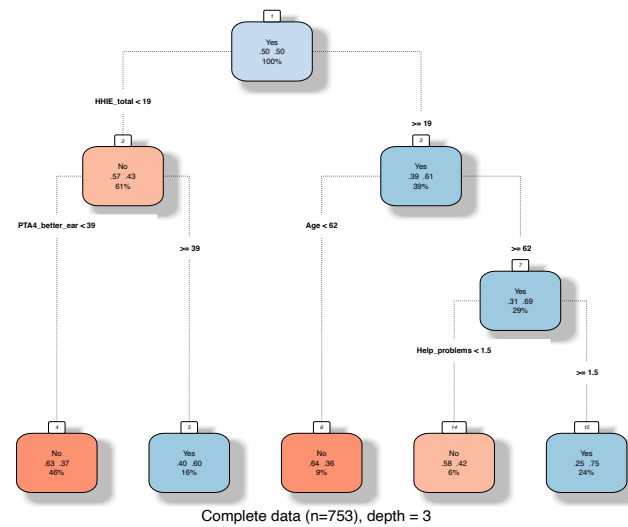 1
Yes
.50 .50
100%
HHIE_total < 19
>= 19
2
No
.57 .43
61%
3
Yes
.39 .61
39%
PTA4_better_ear < 39
>= 39
Age < 62
>= 62
7
Yes
.31 .69
29%
Help_problems < 1.5
>= 1.5
4
No
.63 .37
46%
5
Yes
.40 .60
16%
6
No
.64 .36
9%
14
No
.58 .42
6%
15
Yes
.25 .75
24%
Complete data (n=753), depth = 3